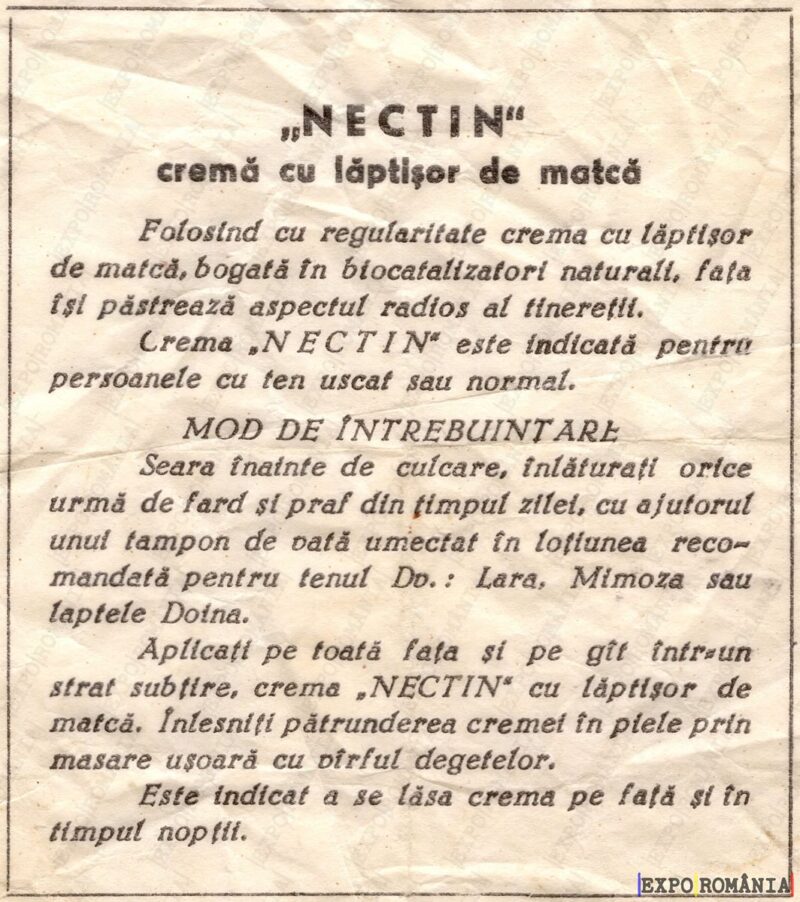 „NECTIN“
cremă cu lăptișor de matcă
Folosind cu regularitate crema cu lăptișor
de matcă, bogată în biocatalizatori naturali, fața
își păstrează aspectul radios al tinereții.
Crema „NECTIN“ este indicată pentru
persoanele cu ten uscat sau normal.
MOD DE ÎNTREBUINTARE
Seara înainte de culcare, înlăturați orice
urmă de fard și praf din timpul zilei, cu ajutorul
unui tampon de vată umectat în loțiunea reco-
mandată pentru tenul Dv.: Lara, Mimoza sau
laptele Doina.
Aplicați pe toată fața și pe gît într-un
strat subțire, crema „NECTIN“ cu lăptișor de
matcă. Înlesniți pătrunderea cremei în piele prin
masare ușoară cu vîrful degetelor.
Este indicat a se lăsa crema pe față și în
timpul nopții.
EXPO ROMÂNIA